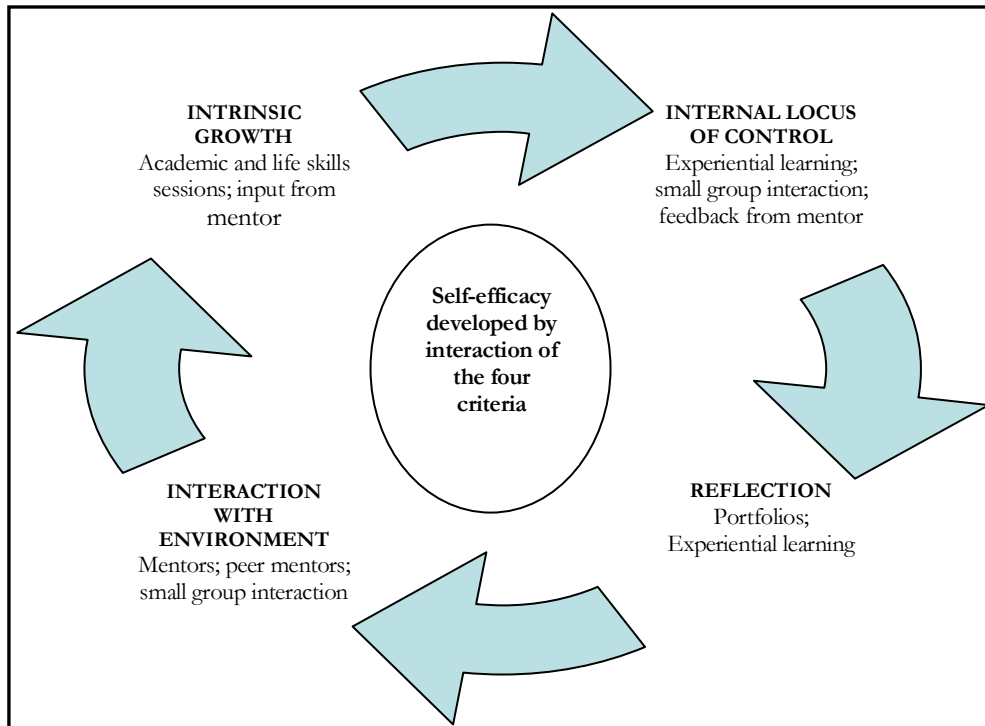 INTRINSIC
GROWTH
Academic and life skills
sessions; input from
mentor
INTERNAL LOCUS
OF CONTROL
Experiential learning;
small group interaction;
feedback from mentor
Self-efficacy
developed by
interaction of
the four
criteria
INTERACTION
WITH
ENVIRONMENT
Mentors; peer mentors;
small group interaction
REFLECTION
Portfolios;
Experiential learning